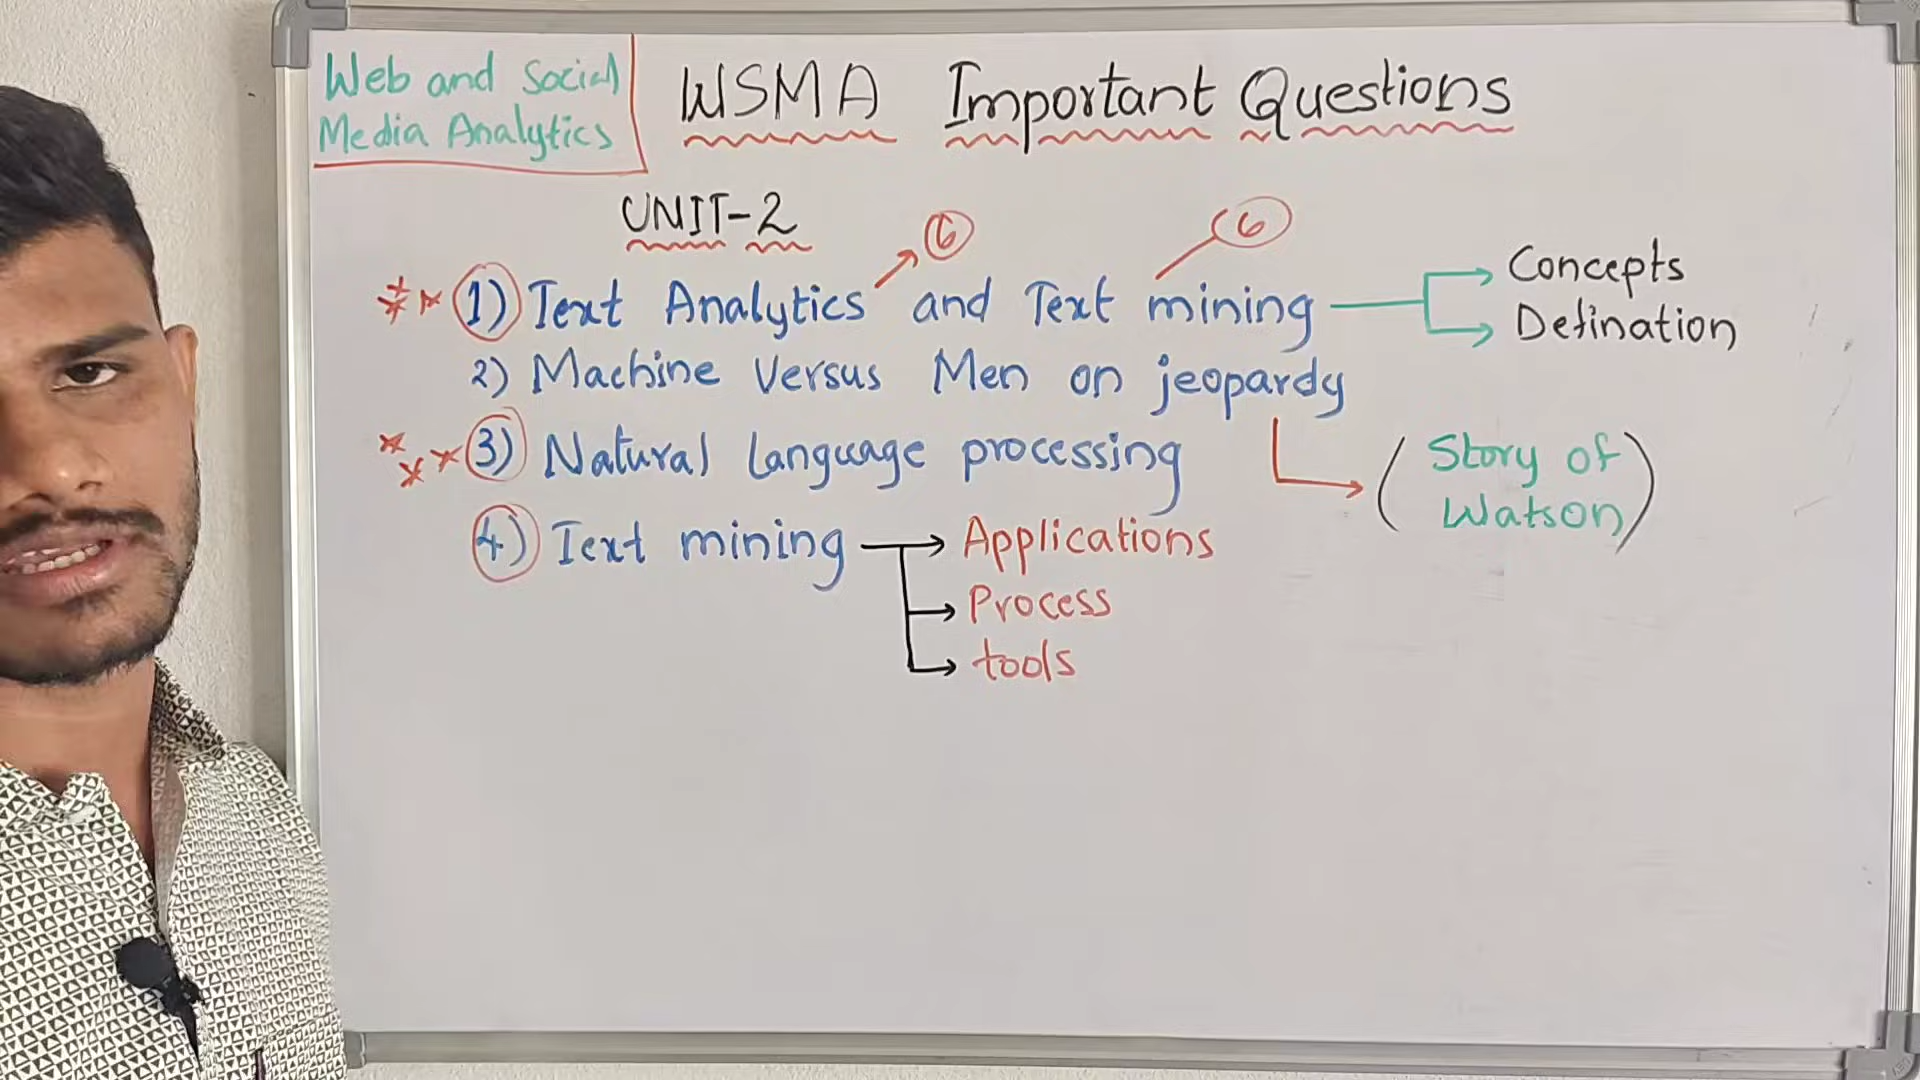 Web and Social
Media Analytics
WSMA Important Questions
UNIT-2
6
6
1) Text Analytics and Text mining
Concepts
Defination
2) Machine Versus Men on jeopardy
(Story of
Watson)
3) Natural language processing
4) Text mining → Applications
→ Process
→ tools